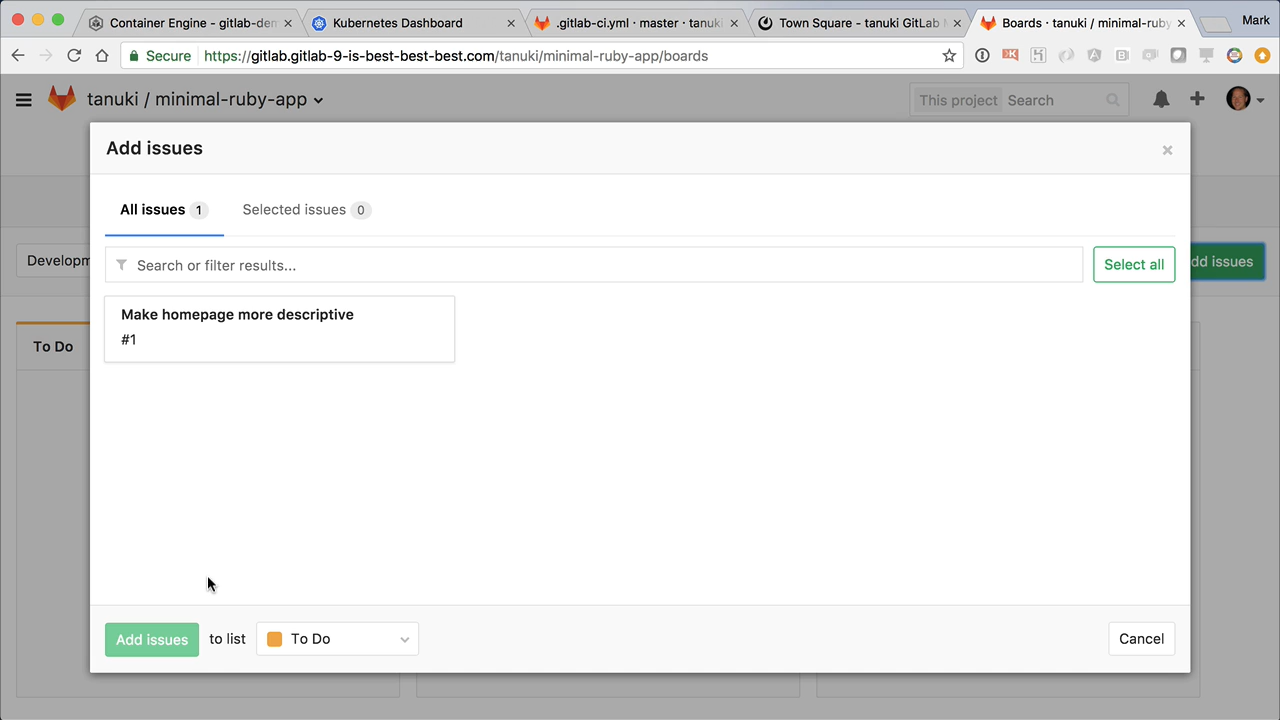 Container Engine - gitlab-dem
Kubernetes Dashboard
.gitlab-ci.yml · master · tanuki
Town Square - tanuki GitLab M
Boards · tanuki / minimal-ruby
Mark
Secure
https://gitlab.gitlab-9-is-best-best-best.com/tanuki/minimal-ruby-app/boards
tanuki / minimal-ruby-app
This project
Search
Add issues
All issues 1
Selected issues 0
Developm
Search or filter results...
Select all
dd issues
Make homepage more descriptive
#1
To Do
Add issues
to list
To Do
Cancel